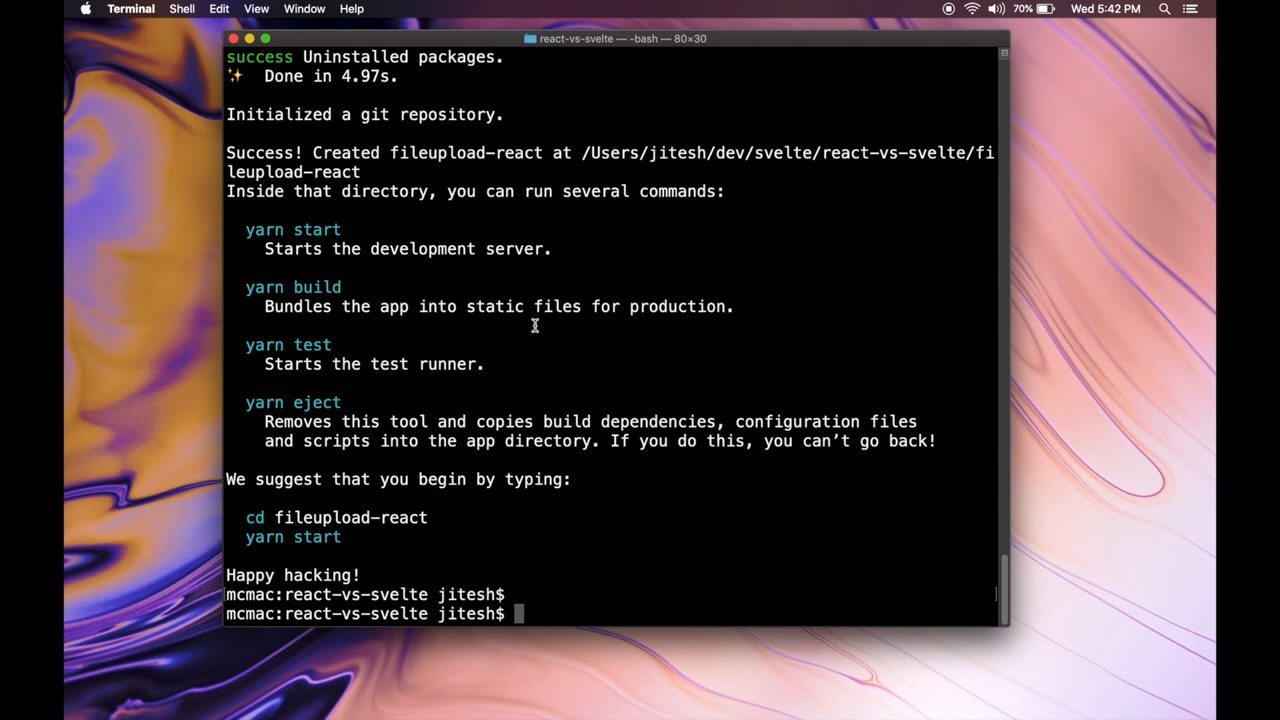 Terminal Shell Edit View Window Help 70% Wed 5:42 PM
react-vs-svelte — -bash — 80×30
success Uninstalled packages.
✨ Done in 4.97s.
Initialized a git repository.
Success! Created fileupload-react at /Users/jitesh/dev/svelte/react-vs-svelte/fi
leupload-react
Inside that directory, you can run several commands:
yarn start
Starts the development server.
yarn build
Bundles the app into static files for production.
yarn test
Starts the test runner.
yarn eject
Removes this tool and copies build dependencies, configuration files
and scripts into the app directory. If you do this, you can’t go back!
We suggest that you begin by typing:
cd fileupload-react
yarn start
Happy hacking!
mcmac:react-vs-svelte jitesh$
mcmac:react-vs-svelte jitesh$